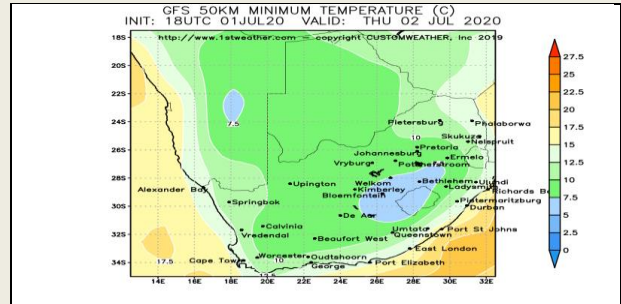 GFS 50KM MINIMUM TEMPERATURE (C)
INIT: 18UTC 01JUL20 VALID: THU 02 JUL 2020
http://www.1stweather.com — copyright CUSTOMWEATHER, Inc 2019
18S
20S
22S
24S
26S
28S
30S
32S
34S
14E 16E 18E 20E 22E 24E 26E 28E 30E 32E
27.5
25
22.5
20
17.5
15
12.5
10
7.5
5
2.5
0
7.5
Pietersburg
Phalaborwa
10
Skukuza
Nelspruit
Pretoria
Johannesburg
Ermelo
Vryburg
Potchefstroom
Welkom
Bethlehem
Ulundi
Alexander Bay
Upington
Kimberley
Ladysmith
Richards B
Bloemfontein
Springbok
Pietermaritzburg
Durban
De Aar
Calvinia
Vredendal
Umtata
Port St Johns
Queenstown
Beaufort West
East London
17.5
Cape Town
Worcester
10
Oudtshoorn
George
Port Elizabeth
12.5